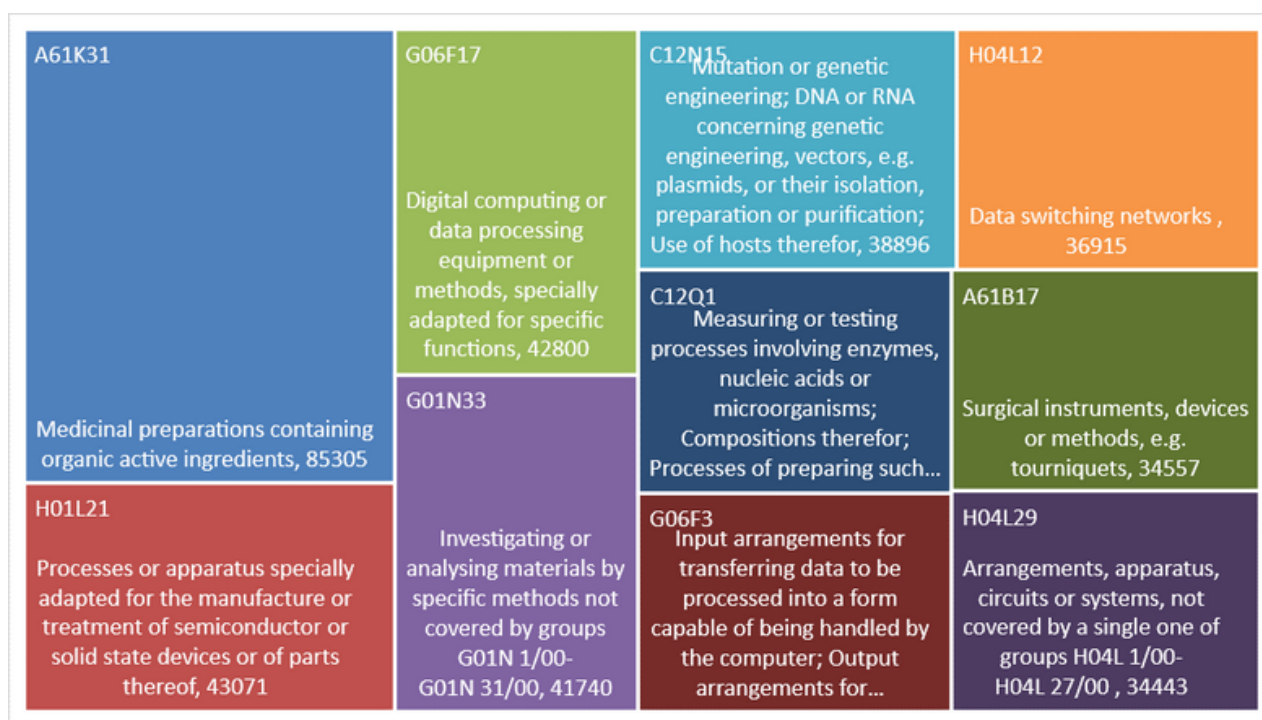 A61K31
Medicinal preparations containing
organic active ingredients, 85305
H01L21
Processes or apparatus specially
adapted for the manufacture or
treatment of semiconductor or
solid state devices or of parts
thereof, 43071
G06F17
Digital computing or
data processing
equipment or
methods, specially
adapted for specific
functions, 42800
G01N33
Investigating or
analysing materials by
specific methods not
covered by groups
G01N 1/00-
G01N 31/00, 41740
C12N15
Mutation or genetic
engineering; DNA or RNA
concerning genetic
engineering, vectors, e.g.
plasmids, or their isolation,
preparation or purification;
Use of hosts therefor, 38896
C12Q1
Measuring or testing
processes involving enzymes,
nucleic acids or
microorganisms;
Compositions therefor;
Processes of preparing such...
G06F3
Input arrangements for
transferring data to be
processed into a form
capable of being handled by
the computer; Output
arrangements for...
H04L12
Data switching networks ,
36915
A61B17
Surgical instruments, devices
or methods, e.g.
tourniquets, 34557
H04L29
Arrangements, apparatus,
circuits or systems, not
covered by a single one of
groups H04L 1/00-
H04L 27/00 , 34443